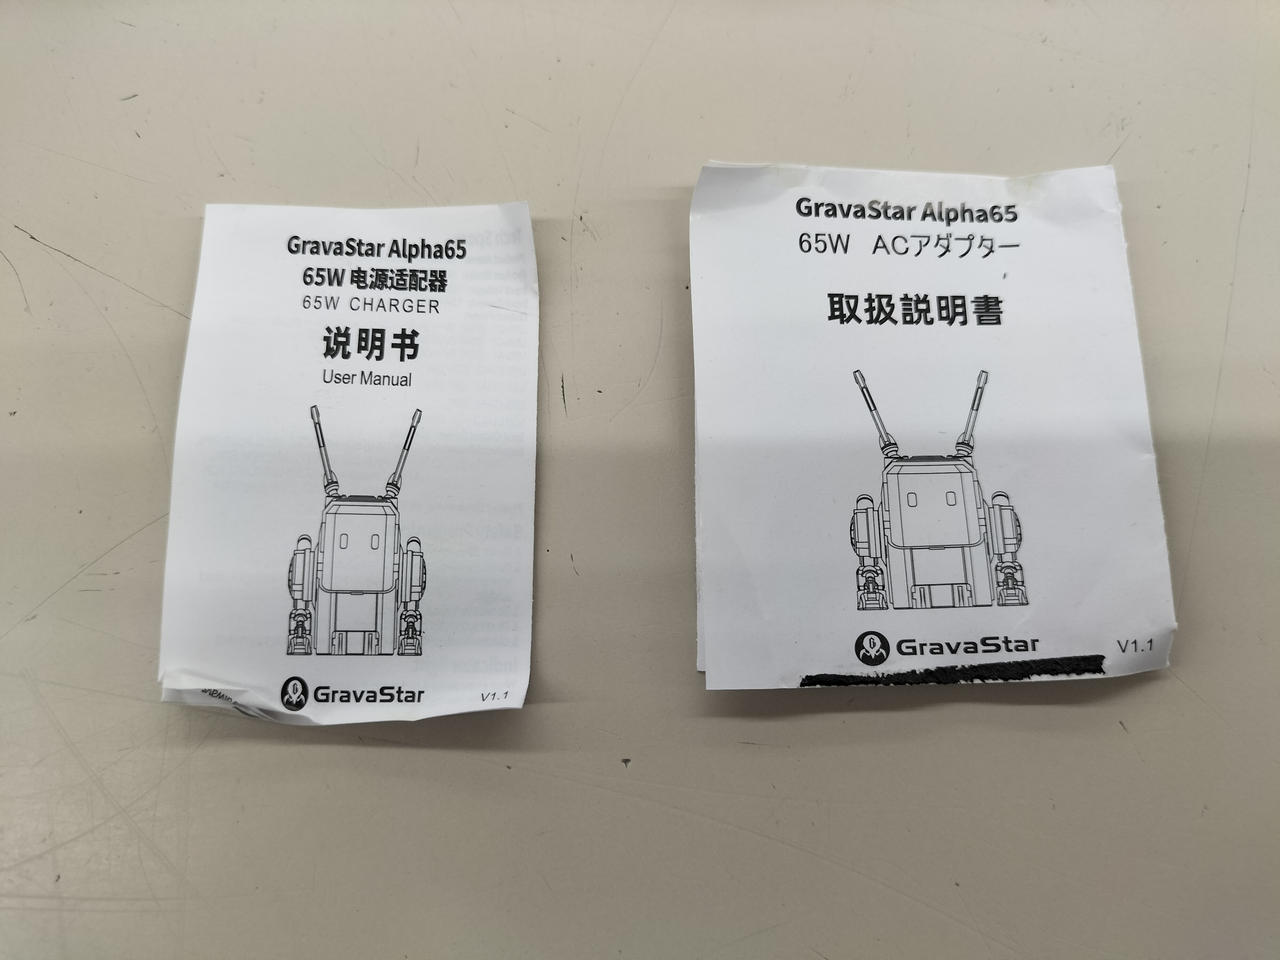 GravaStar Alpha65
65W 电源适配器
65W CHARGER
说明书
User Manual
GravaStar
V1.1
GravaStar Alpha65
65W ACアダプター
取扱説明書
GravaStar
V1.1